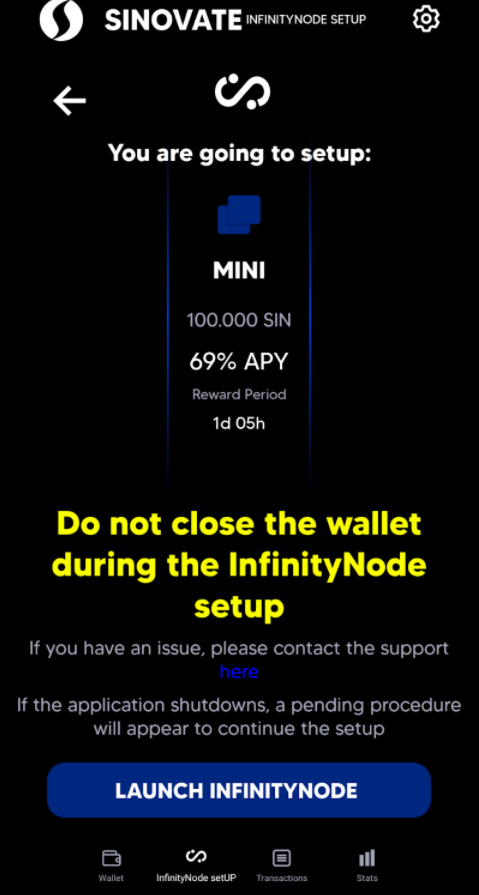 SINOVATE INFINITYNODE SETUP
You are going to setup:
MINI
100.000 SIN
69% APY
Reward Period
1d 05h
Do not close the wallet
during the InfinityNode
setup
If you have an issue, please contact the support
here
If the application shutdowns, a pending procedure
will appear to continue the setup
LAUNCH INFINITYNODE
Wallet
InfinityNode setUP
Transactions
Stats